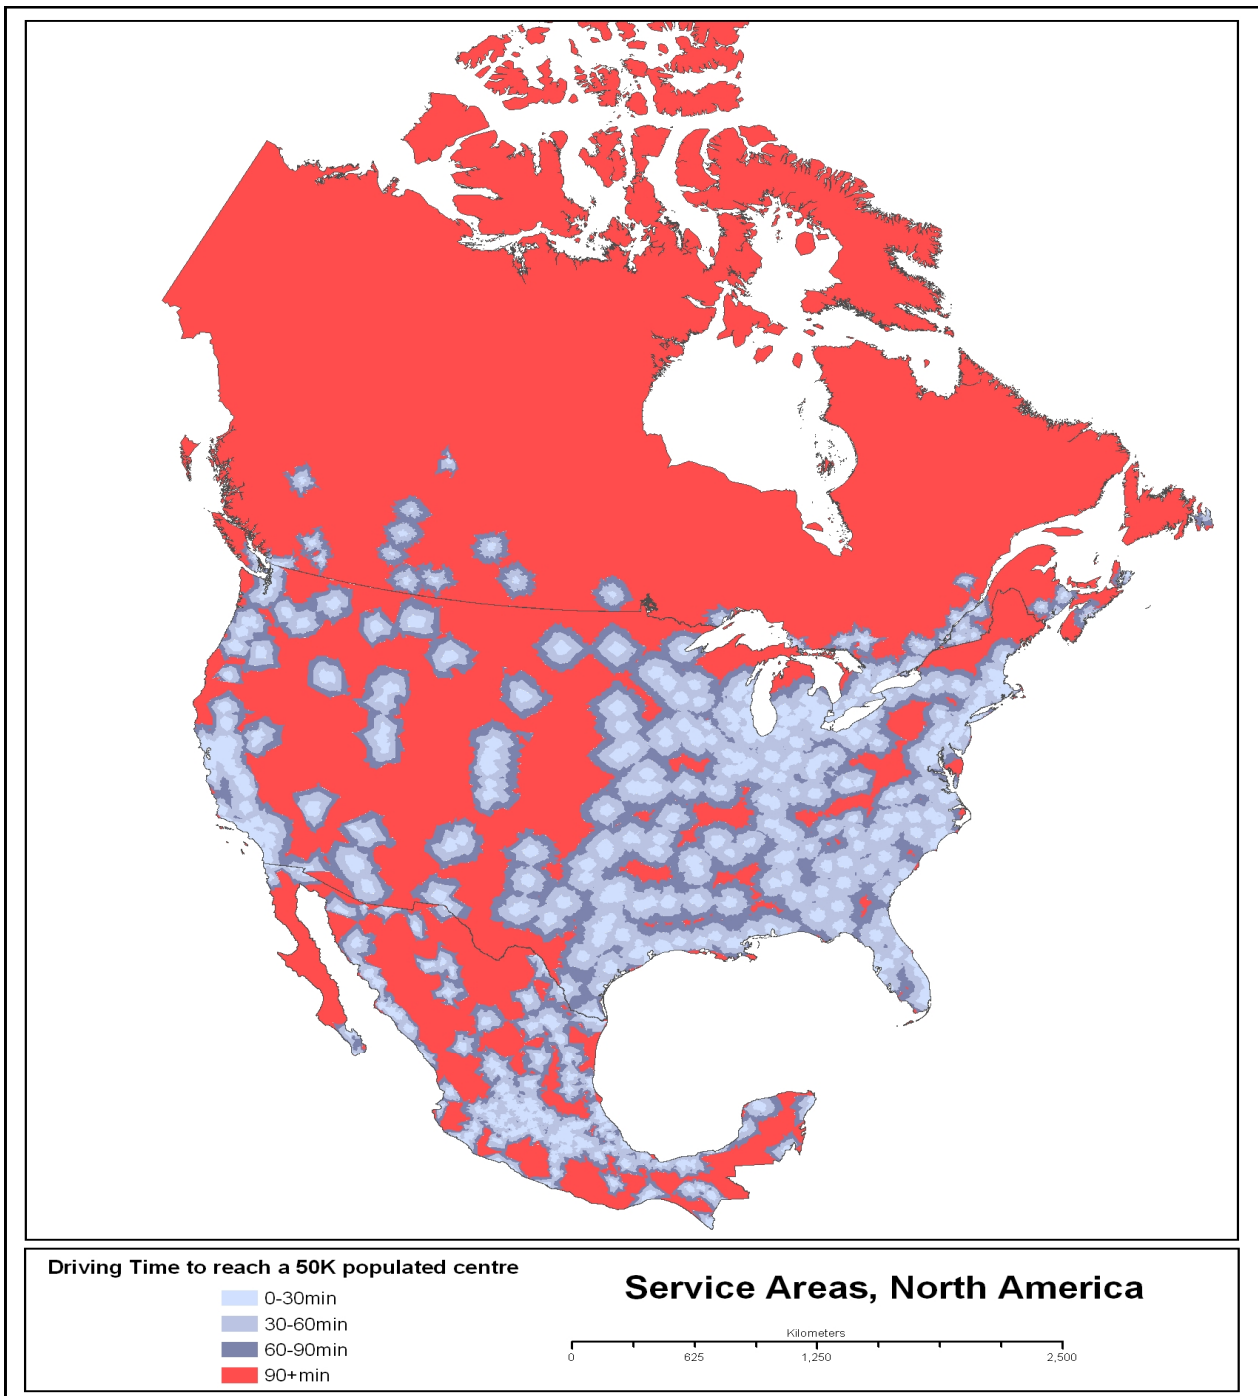 Driving Time to reach a 50K populated centre
0-30min
30-60min
60-90min
90+min
Service Areas, North America
Kilometers
0 625 1,250 2,500